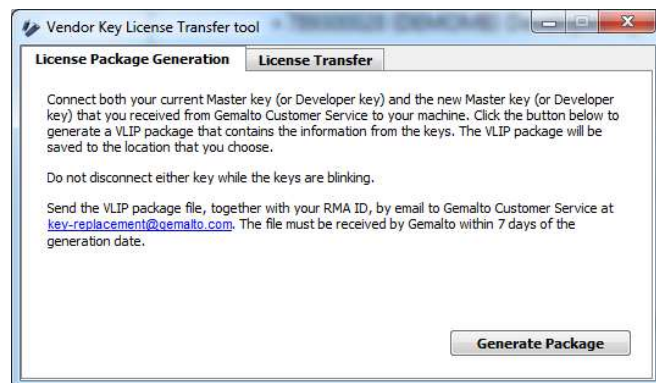 Vendor Key License Transfer tool
License Package Generation
License Transfer
Connect both your current Master key (or Developer key) and the new Master key (or Developer
key) that you received from Gemalto Customer Service to your machine. Click the button below to
generate a VLIP package that contains the information from the keys. The VLIP package will be
saved to the location that you choose.
Do not disconnect either key while the keys are blinking.
Send the VLIP package file, together with your RMA ID, by email to Gemalto Customer Service at
key-replacement@gemalto.com. The file must be received by Gemalto within 7 days of the
generation date.
Generate Package